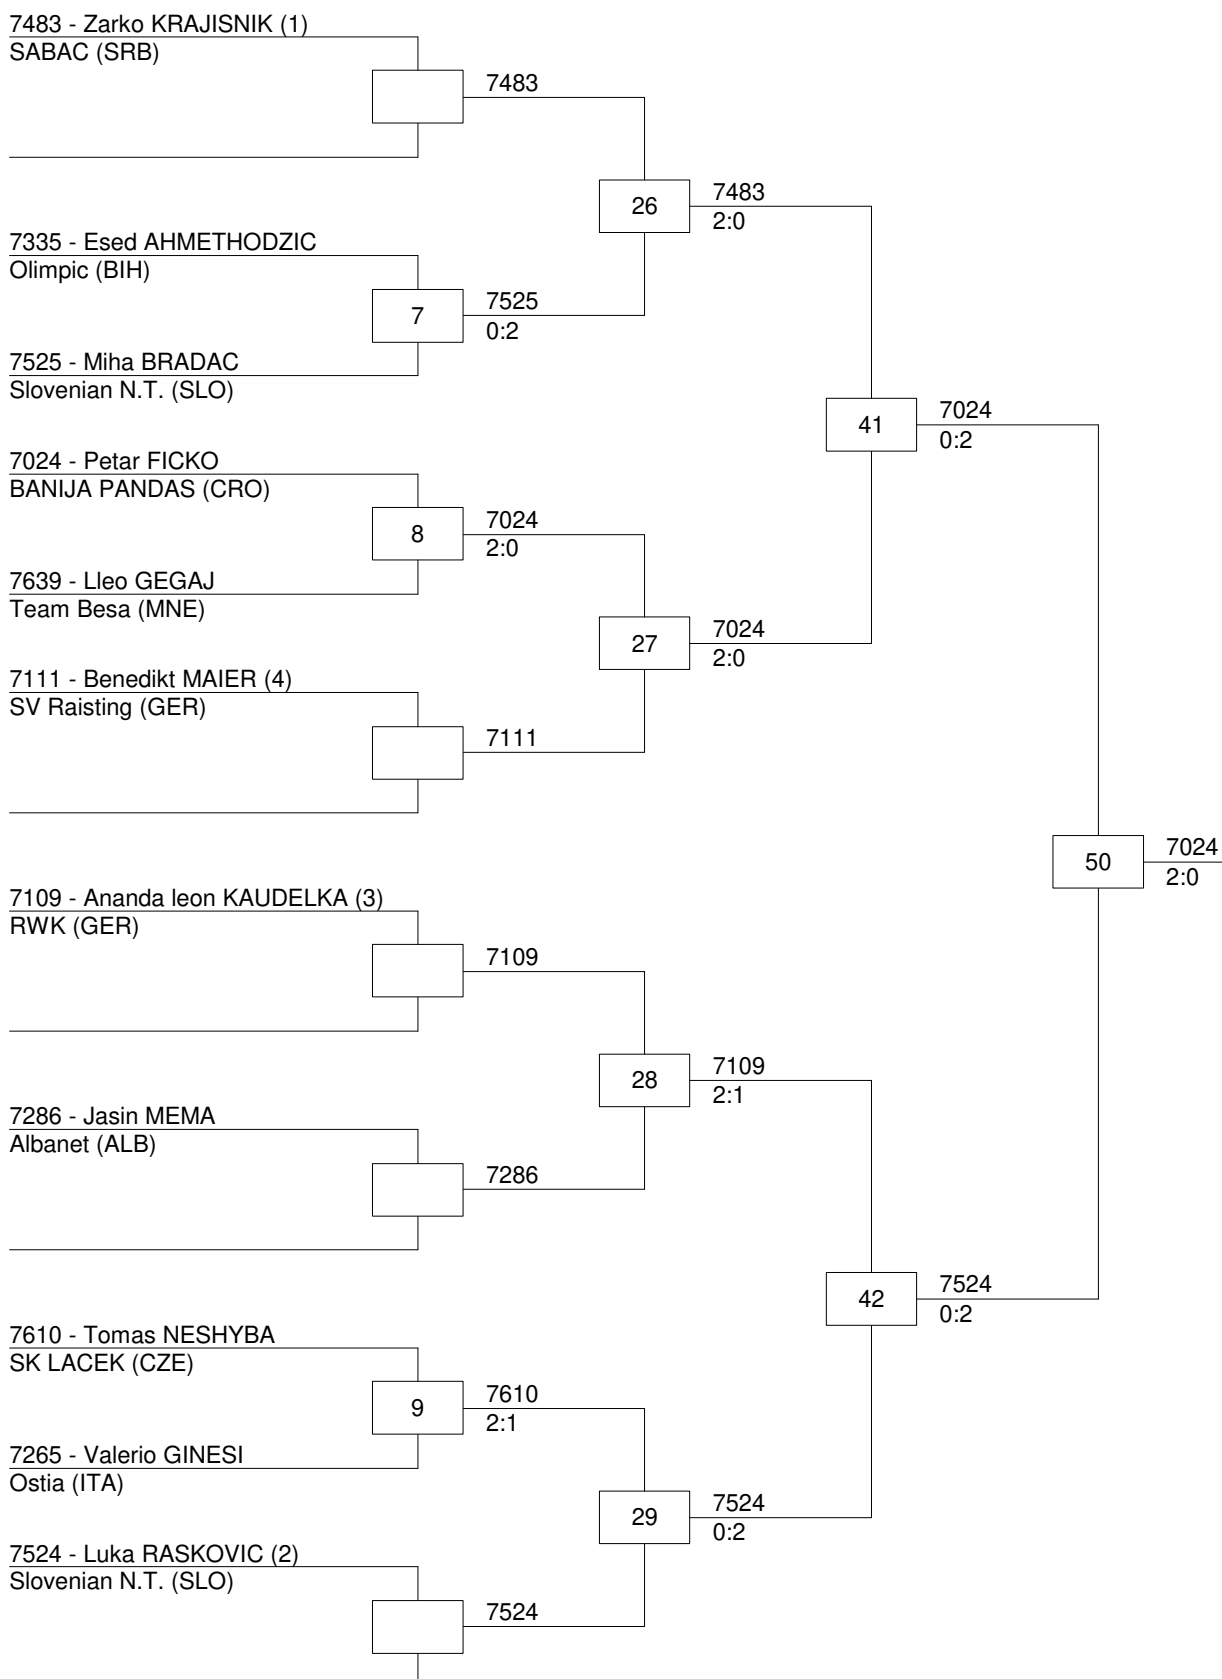 7483 - Zarko KRAJISNIK (1)
SABAC (SRB)
7483
26
7483
2:0
7335 - Esed AHMETHODZIC
Olimpic (BIH)
7
7525
0:2
7525 - Miha BRADAC
Slovenian N.T. (SLO)
41
7024
0:2
7024 - Petar FICKO
BANIJA PANDAS (CRO)
8
7024
2:0
7639 - Lleo GEGAJ
Team Besa (MNE)
27
7024
2:0
7111 - Benedikt MAIER (4)
SV Raisting (GER)
7111
50
7024
2:0
7109 - Ananda leon KAUDELKA (3)
RWK (GER)
7109
28
7109
2:1
7286 - Jasin MEMA
Albanet (ALB)
7286
42
7524
0:2
7610 - Tomas NESHYBA
SK LACEK (CZE)
9
7610
2:1
7265 - Valerio GINESI
Ostia (ITA)
29
7524
0:2
7524 - Luka RASKOVIC (2)
Slovenian N.T. (SLO)
7524